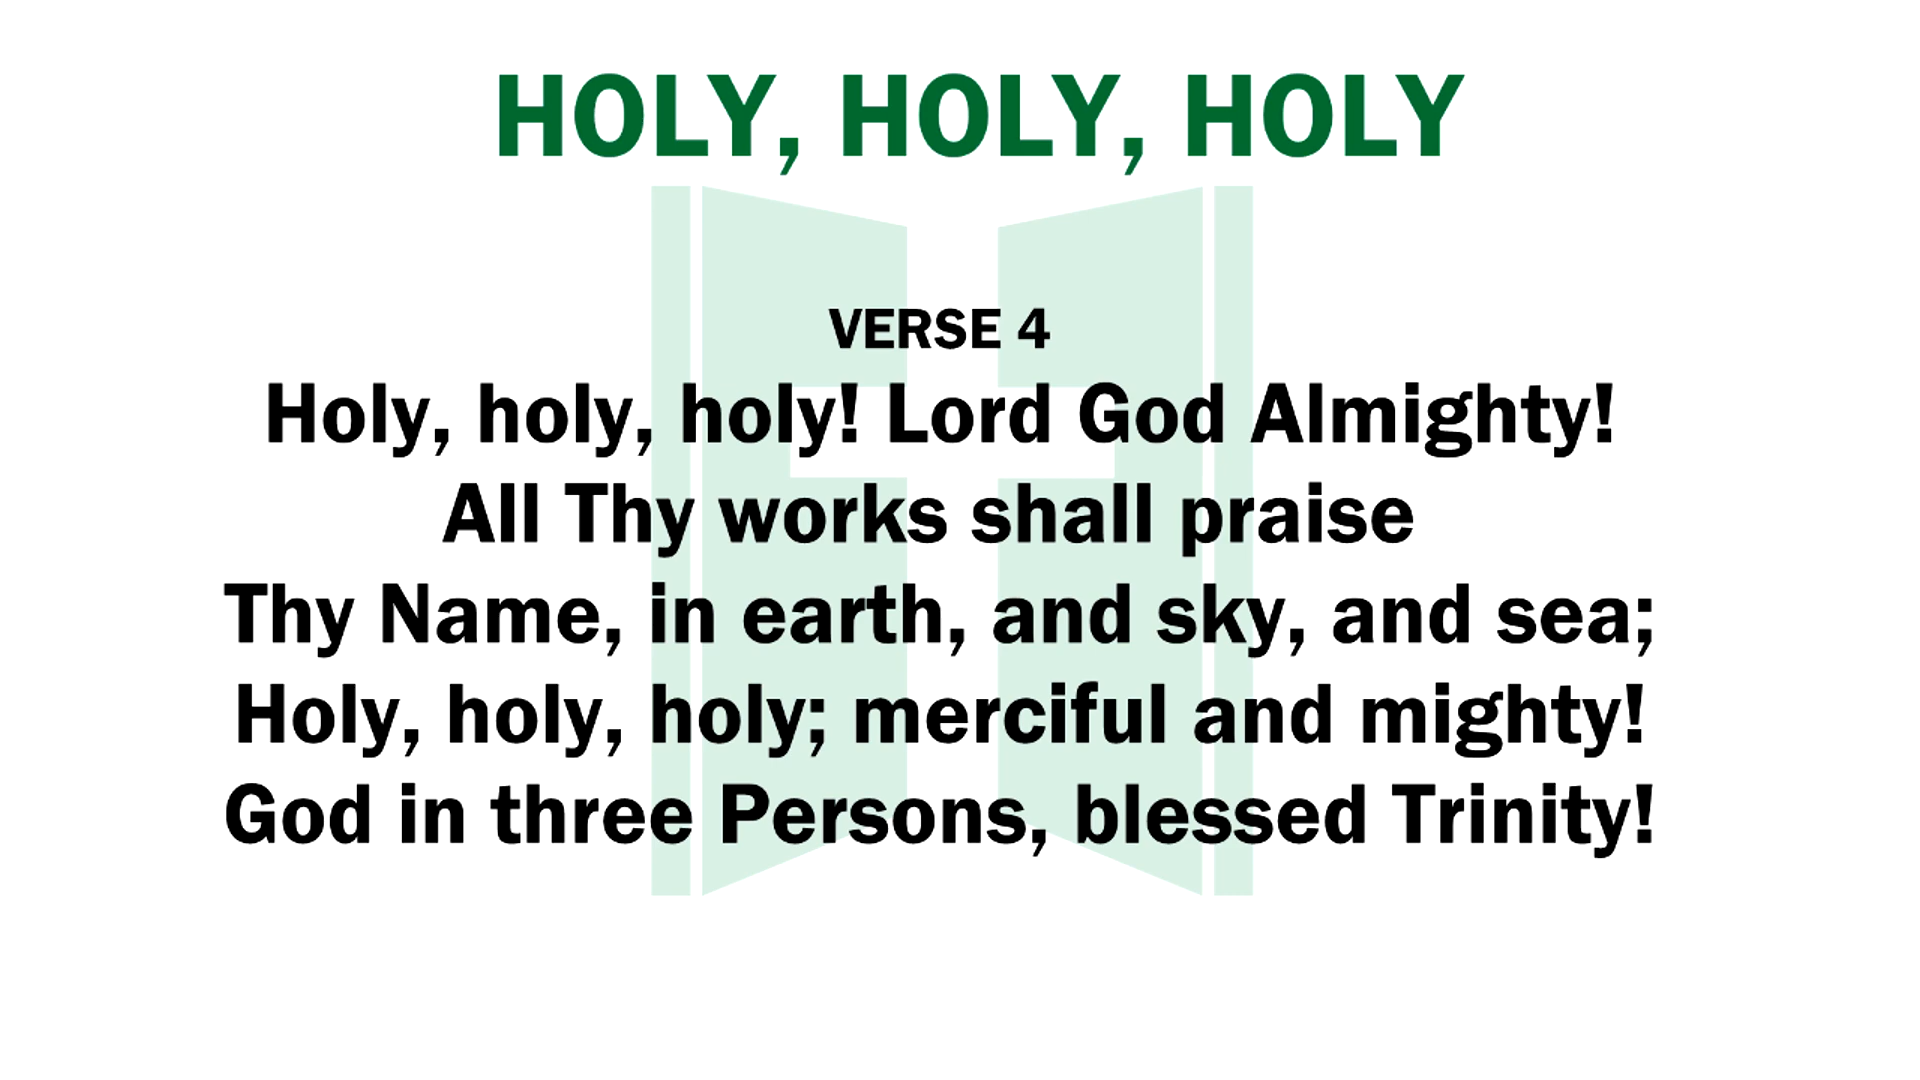 HOLY, HOLY, HOLY
VERSE 4
Holy, holy, holy! Lord God Almighty!
All Thy works shall praise
Thy Name, in earth, and sky, and sea;
Holy, holy, holy; merciful and mighty!
God in three Persons, blessed Trinity!